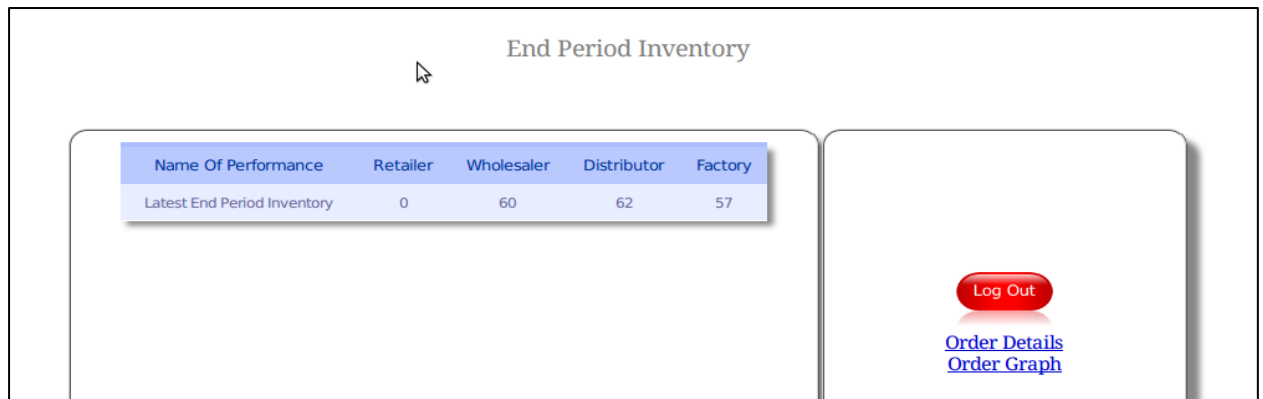 End Period Inventory
Name Of Performance Retailer Wholesaler Distributor Factory
Latest End Period Inventory 0 60 62 57
Log Out
Order Details
Order Graph